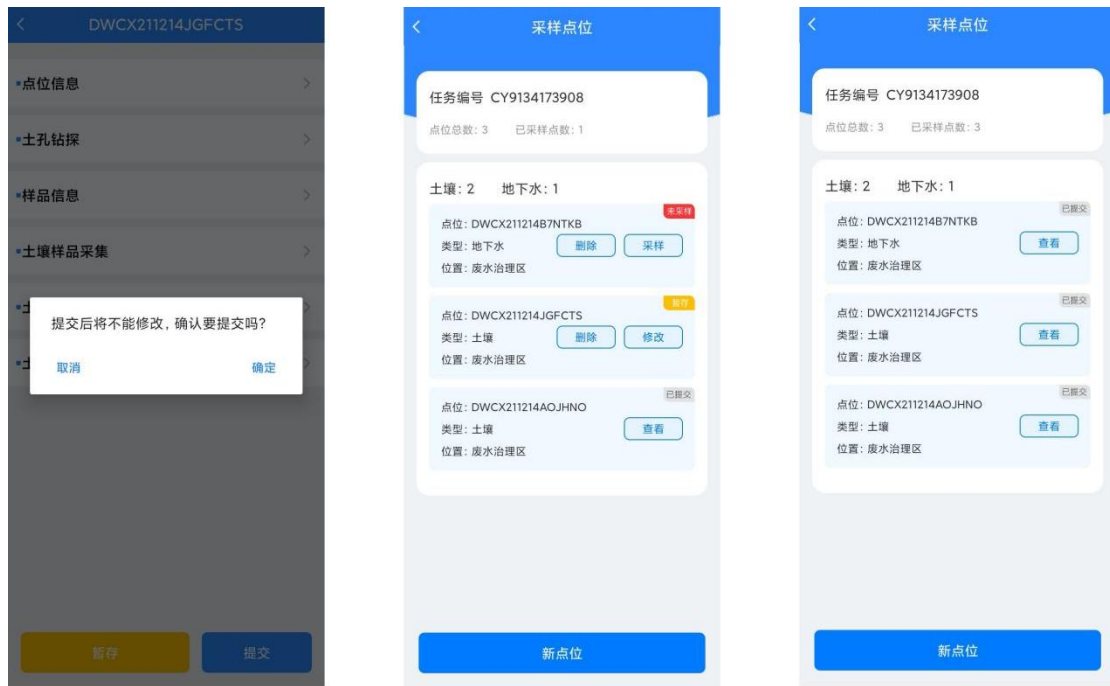 DWCX211214JGFCTS
点位信息
土孔钻探
样品信息
土壤样品采集
提交后将不能修改,确认要提交吗?
取消 确定
暂存 提交
采样点位
任务编号 CY9134173908
点位总数: 3 已采样点数: 1
土壤: 2 地下水: 1
未采样
点位: DWCX211214B7NTKB
类型: 地下水 删除 采样
位置: 废水治理区
暂存
点位: DWCX211214JGFCTS
类型: 土壤 删除 修改
位置: 废水治理区
已提交
点位: DWCX211214AOJHNO
类型: 土壤 查看
位置: 废水治理区
新点位
采样点位
任务编号 CY9134173908
点位总数: 3 已采样点数: 3
土壤: 2 地下水: 1
已提交
点位: DWCX211214B7NTKB
类型: 地下水 查看
位置: 废水治理区
已提交
点位: DWCX211214JGFCTS
类型: 土壤 查看
位置: 废水治理区
已提交
点位: DWCX211214AOJHNO
类型: 土壤 查看
位置: 废水治理区
新点位